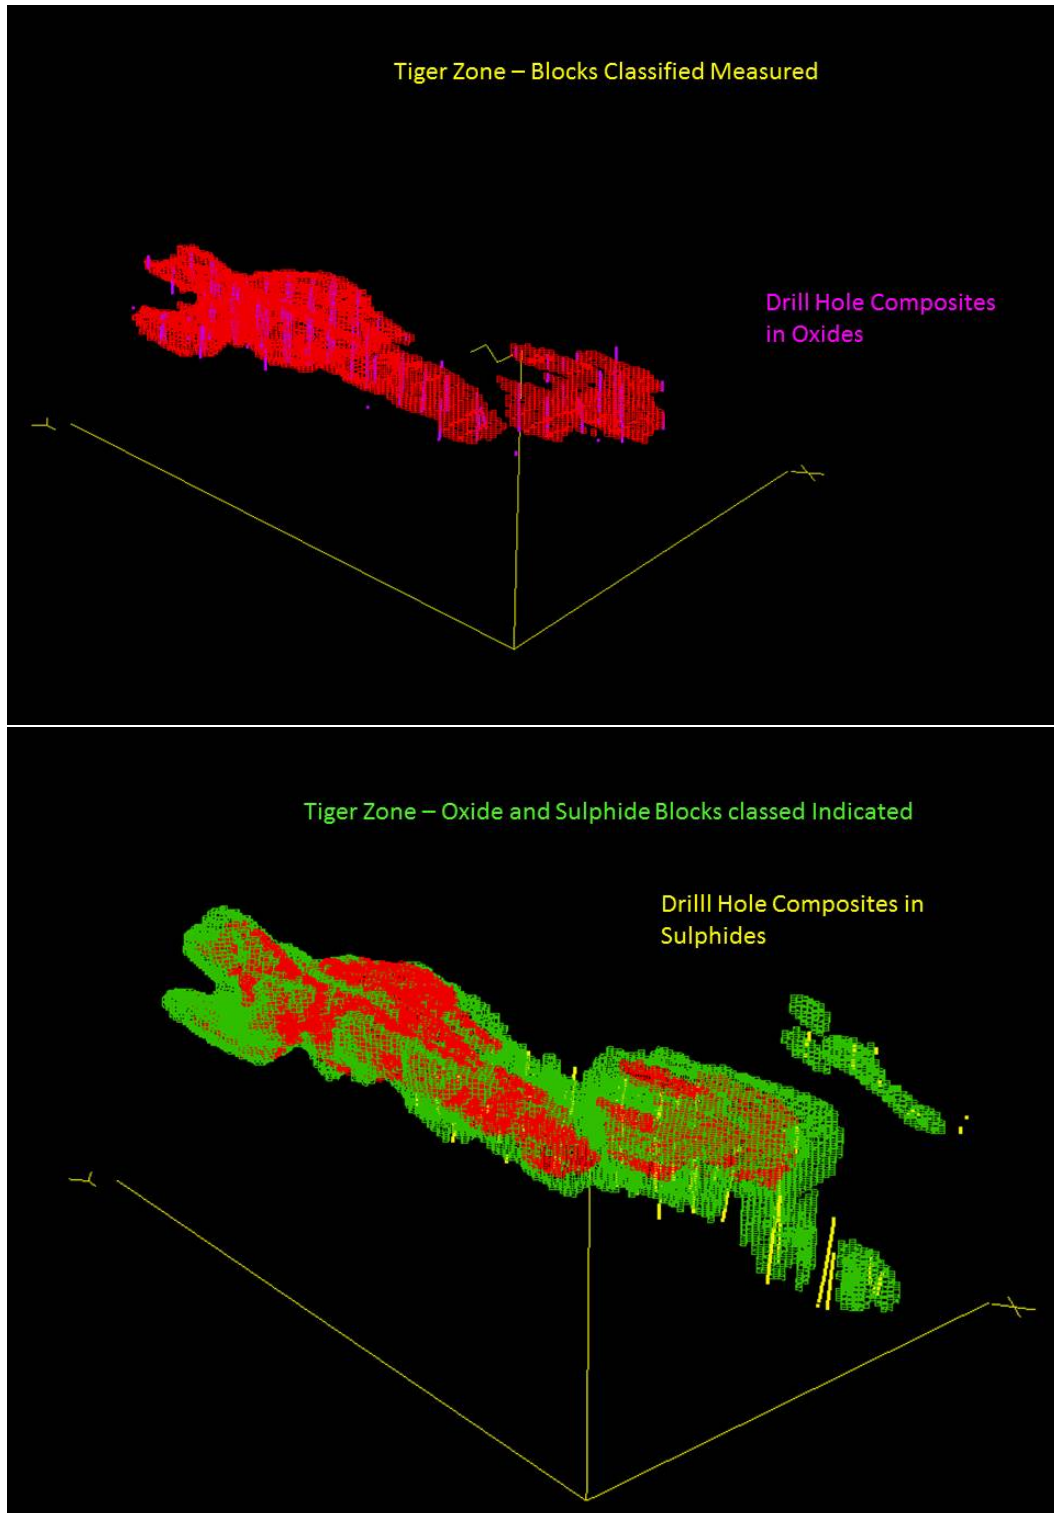 Tiger Zone – Blocks Classified Measured
Drill Hole Composites
in Oxides
Y
X
Z
Tiger Zone – Oxide and Sulphide Blocks classed Indicated
Drilll Hole Composites in
Sulphides
Y
X